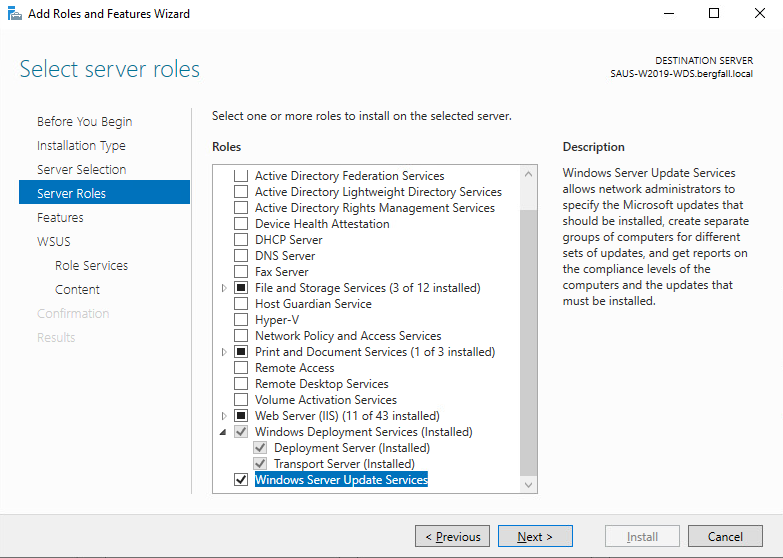 Add Roles and Features Wizard
Select server roles
DESTINATION SERVER
SAUS-W2019-WDS.bergfall.local
Before You Begin
Installation Type
Server Selection
Server Roles
Features
WSUS
Role Services
Content
Confirmation
Results
Select one or more roles to install on the selected server.
Roles
Active Directory Federation Services
Active Directory Lightweight Directory Services
Active Directory Rights Management Services
Device Health Attestation
DHCP Server
DNS Server
Fax Server
File and Storage Services (3 of 12 installed)
Host Guardian Service
Hyper-V
Network Policy and Access Services
Print and Document Services (1 of 3 installed)
Remote Access
Remote Desktop Services
Volume Activation Services
Web Server (IIS) (11 of 43 installed)
Windows Deployment Services (Installed)
Deployment Server (Installed)
Transport Server (Installed)
Windows Server Update Services
Description
Windows Server Update Services
allows network administrators to
specify the Microsoft updates that
should be installed, create separate
groups of computers for different
sets of updates, and get reports on
the compliance levels of the
computers and the updates that
must be installed.
< Previous
Next >
Install
Cancel